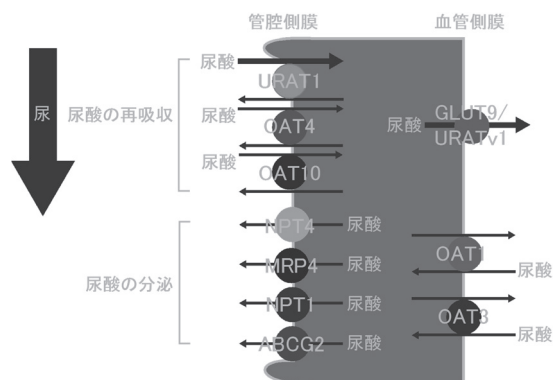 管腔側膜
血管側膜
尿
尿酸の再吸収
尿酸
URAT1
尿酸
OAT4
尿酸
OAT10
尿酸
GLUT9/
URATv1
尿酸の分泌
NPT4
尿酸
MRP4
尿酸
NPT1
尿酸
ABCG2
尿酸
OAT1
尿酸
OAT3
尿酸